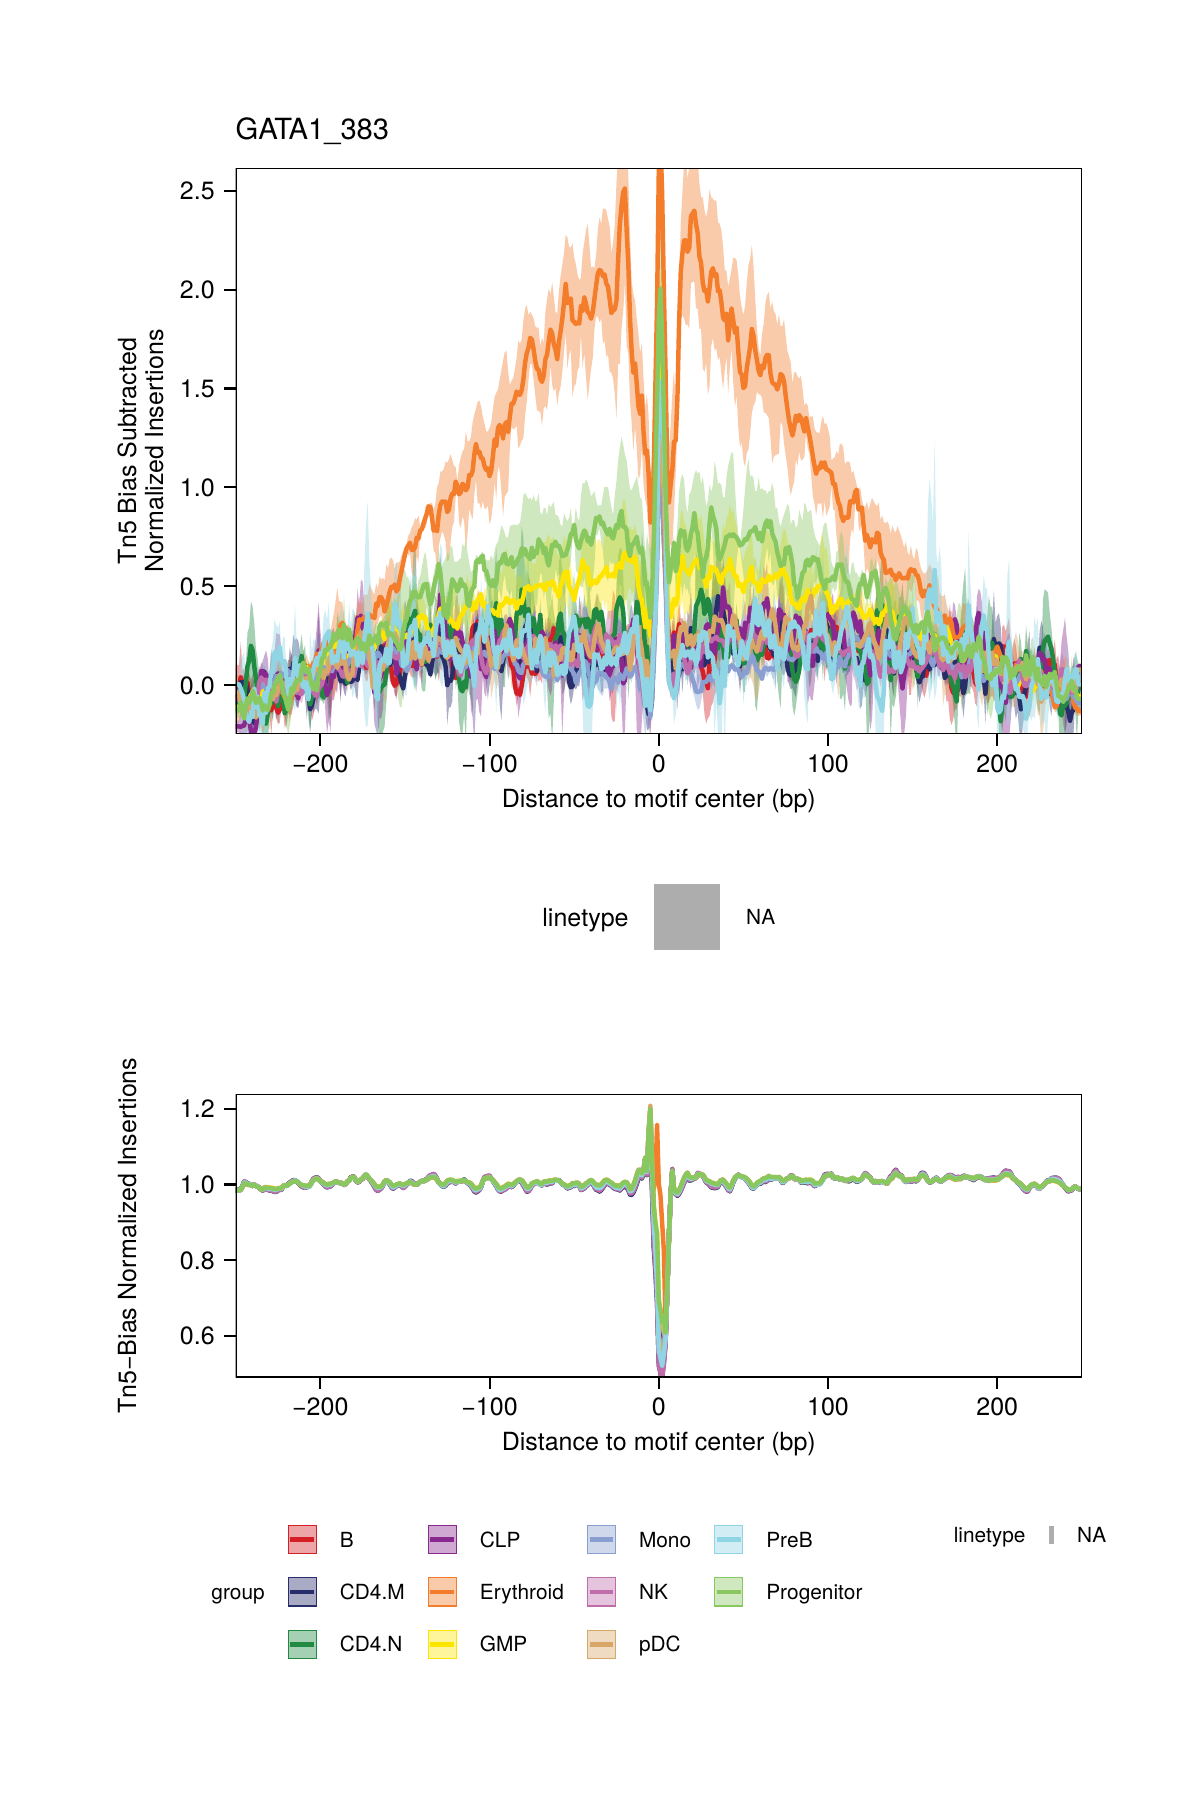 GATA1_383
Tn5 Bias Subtracted
Normalized Insertions
2.5
2.0
1.5
1.0
0.5
0.0
−200 −100 0 100 200
Distance to motif center (bp)
linetype NA
Tn5−Bias Normalized Insertions
1.2
1.0
0.8
0.6
−200 −100 0 100 200
Distance to motif center (bp)
group
B CLP Mono PreB
CD4.M Erythroid NK Progenitor
CD4.N GMP pDC
linetype NA